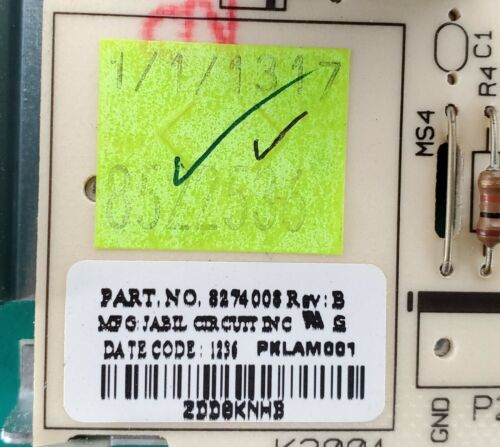 1/1/1317
8522536
PART. NO. 8274008 Rev: B
MFG: JABIL CIRCUIT INC
DATE CODE: 1236 PKLAM001
2DD8KNHB
C1
R4
MS4
GND